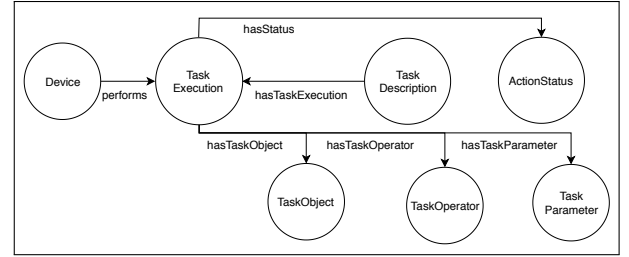 hasStatus
Device
performs
Task
Execution
hasTaskExecution
Task
Description
ActionStatus
hasTaskObject
hasTaskOperator
hasTaskParameter
TaskObject
TaskOperator
Task
Parameter